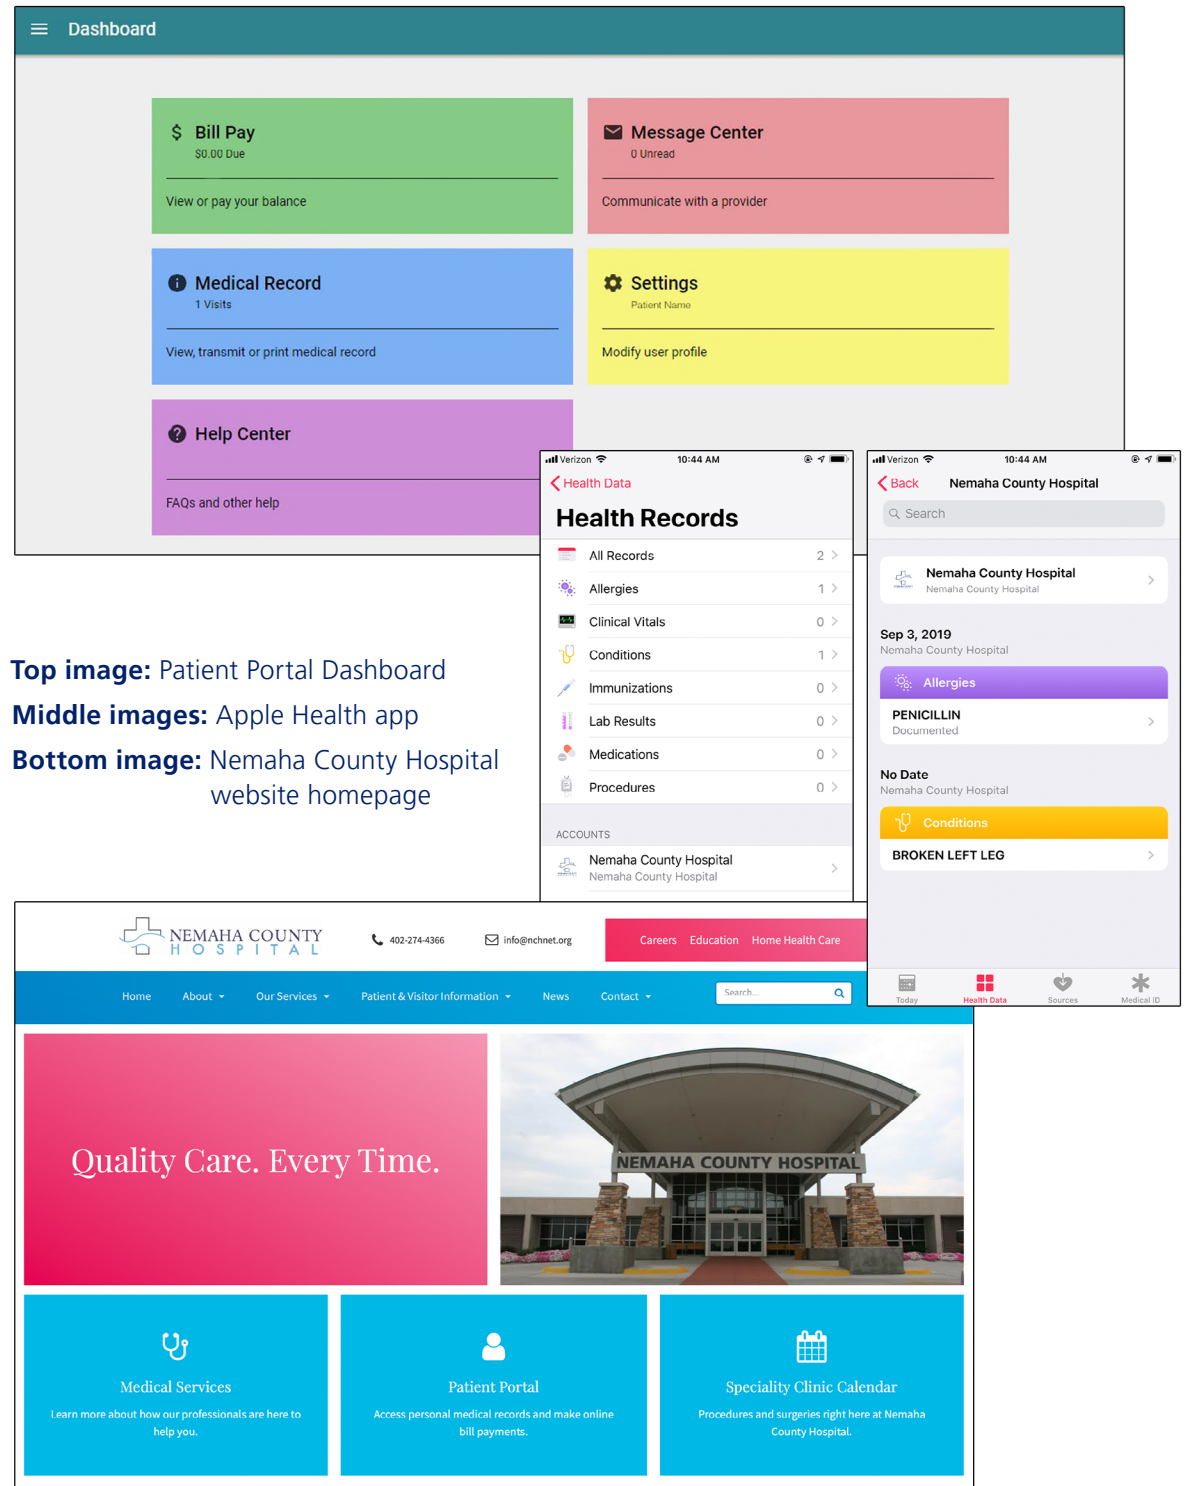 Dashboard
Bill Pay
$0.00 Due
View or pay your balance
Message Center
0 Unread
Communicate with a provider
Medical Record
1 Visits
View, transmit or print medical record
Settings
Patient Name
Modify user profile
Help Center
FAQs and other help
Verizon 10:44 AM
Health Data
Health Records
All Records 2
Allergies 1
Clinical Vitals 0
Conditions 1
Immunizations 0
Lab Results 0
Medications 0
Procedures 0
ACCOUNTS
Nemaha County Hospital
Nemaha County Hospital
Verizon 10:44 AM
Back Nemaha County Hospital
Search
Nemaha County Hospital
Nemaha County Hospital
Sep 3, 2019
Nemaha County Hospital
Allergies
PENICILLIN
Documented
No Date
Nemaha County Hospital
Conditions
BROKEN LEFT LEG
Today Health Data Sources Medical ID
Top image: Patient Portal Dashboard
Middle images: Apple Health app
Bottom image: Nemaha County Hospital
website homepage
NEMAHA COUNTY
HOSPITAL
402-274-4366 info@nchnet.org Careers Education Home Health Care
Home About Our Services Patient & Visitor Information News Contact Search...
Quality Care. Every Time.
NEMAHA COUNTY HOSPITAL
Medical Services
Learn more about how our professionals are here to
help you.
Patient Portal
Access personal medical records and make online
bill payments.
Speciality Clinic Calendar
Procedures and surgeries right here at Nemaha
County Hospital.